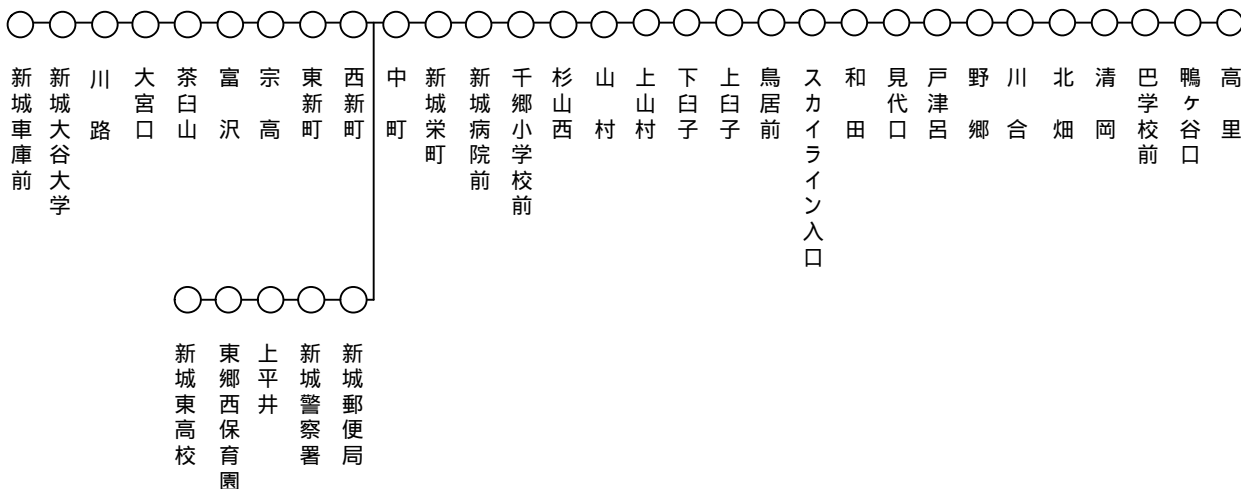 新城車庫前
新城大谷大学
川路
大宮口
茶臼山
富沢
宗高
東新町
西新町
中町
新城栄町
新城病院前
千郷小学校前
杉山西
山村
上山村
下臼子
上臼子
鳥居前
スカイライン入口
和田
見代口
戸津呂
野郷
川合
北畑
清岡
巴学校前
鴨ヶ谷口
高里
新城東高校
東郷西保育園
上平井
新城警察署
新城郵便局